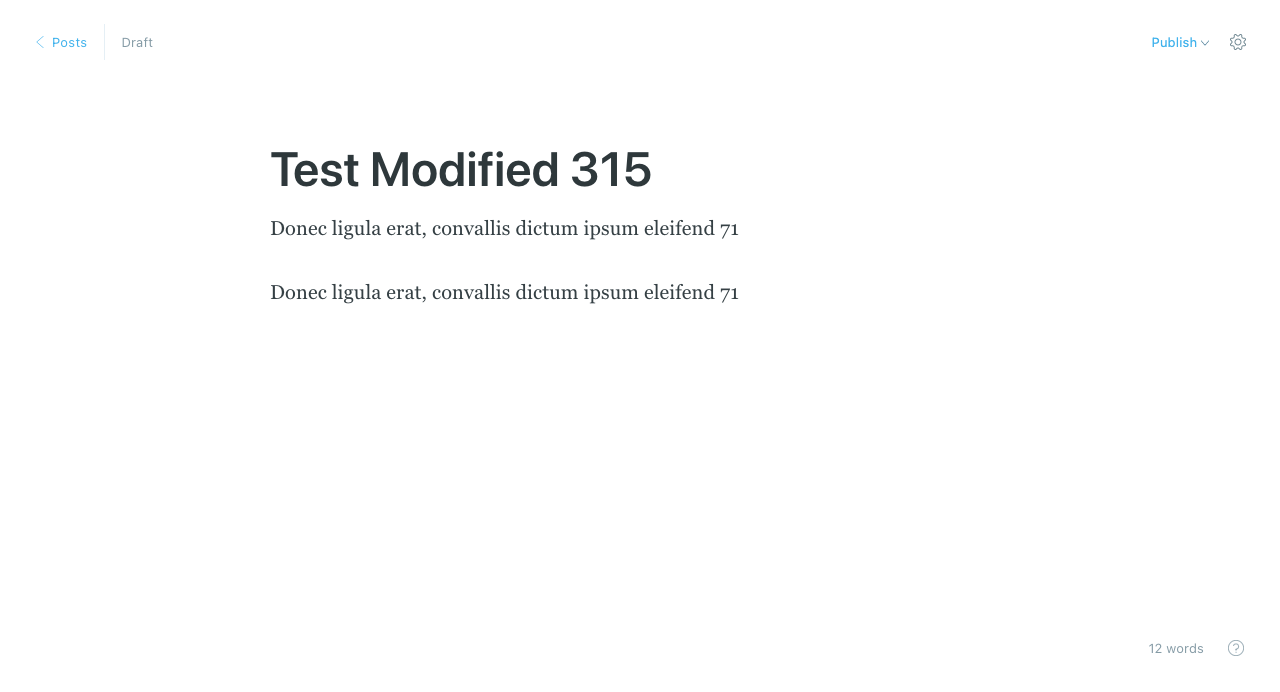 Posts
Draft
Publish
Test Modified 315
Donec ligula erat, convallis dictum ipsum eleifend 71
Donec ligula erat, convallis dictum ipsum eleifend 71
12 words
?